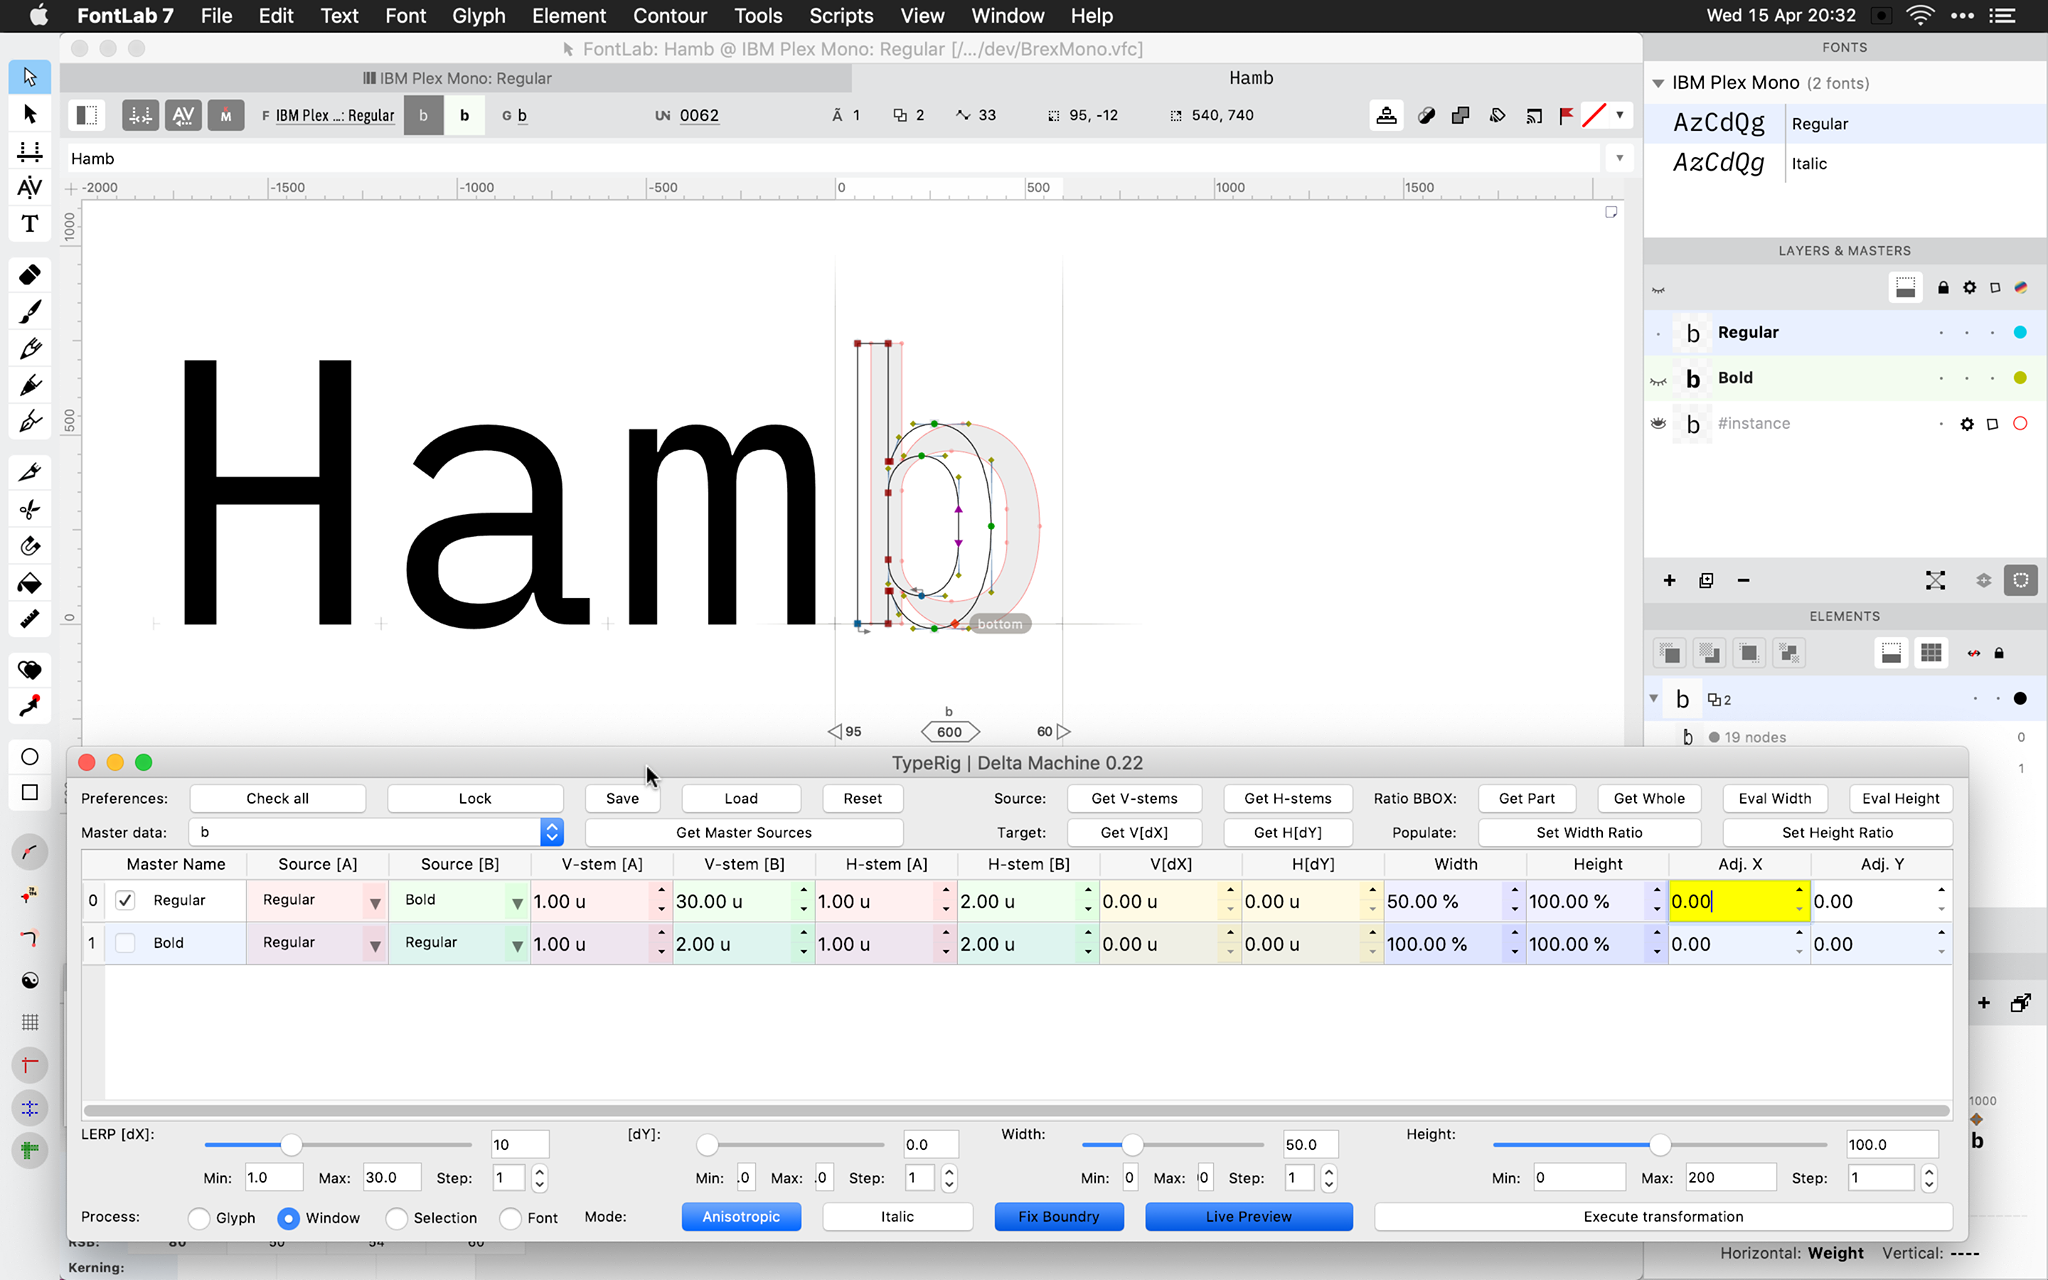 FontLab 7 File Edit Text Font Glyph Element Contour Tools Scripts View Window Help Wed 15 Apr 20:32
FontLab: Hamb @ IBM Plex Mono: Regular [/.../dev/BrexMono.vfc]
IBM Plex Mono: Regular
Hamb
F IBM Plex ...: Regular b b G b UN 0062 Ā 1 2 33 95, -12 540, 740
Hamb
-2000 -1500 -1000 -500 0 500 1000 1500
1000
500
0
Hamb
bottom
b
95 600 60
FONTS
IBM Plex Mono (2 fonts)
AzCdQg Regular
AzCdQg Italic
LAYERS & MASTERS
b Regular
b Bold
b #instance
ELEMENTS
b 2
b 19 nodes 0
1
TypeRig | Delta Machine 0.22
Preferences: Check all Lock Save Load Reset Source: Get V-stems Get H-stems Ratio BBOX: Get Part Get Whole Eval Width Eval Height
Master data: b Get Master Sources Target: Get V[dX] Get H[dY] Populate: Set Width Ratio Set Height Ratio
Master Name Source [A] Source [B] V-stem [A] V-stem [B] H-stem [A] H-stem [B] V[dX] H[dY] Width Height Adj. X Adj. Y
0 Regular Regular Bold 1.00 u 30.00 u 1.00 u 2.00 u 0.00 u 0.00 u 50.00 % 100.00 % 0.00 0.00
1 Bold Regular Regular 1.00 u 2.00 u 1.00 u 2.00 u 0.00 u 0.00 u 100.00 % 100.00 % 0.00 0.00
LERP [dX]: 10 [dY]: 0.0 Width: 50.0 Height: 100.0
Min: 1.0 Max: 30.0 Step: 1 Min: .0 Max: .0 Step: 1 Min: 0 Max: Step: 1 Min: 0 Max: 200 Step: 1
Process: Glyph Window Selection Font Mode: Anisotropic Italic Fix Boundry Live Preview Execute transformation
1000
b
RSB: 80 50 54 60
Kerning:
Horizontal: Weight Vertical: ----